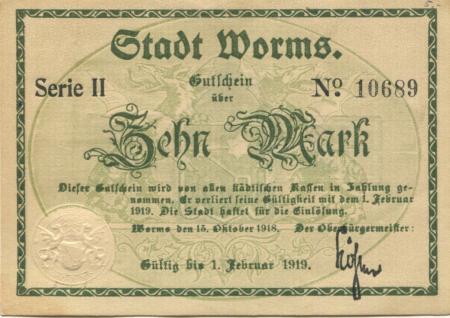 Stadt Worms.
Serie II
Gutschein
über
No 10689
Zehn Mark
Dieser Gutschein wird von allen städtischen Kassen in Zahlung ge-
nommen. Er verliert seine Gültigkeit mit dem 1. Februar
1919. Die Stadt haftet für die Einlösung.
Worms den 15. Oktober 1918. Der Oberbürgermeister:
Gültig bis 1. Februar 1919.
Köhler